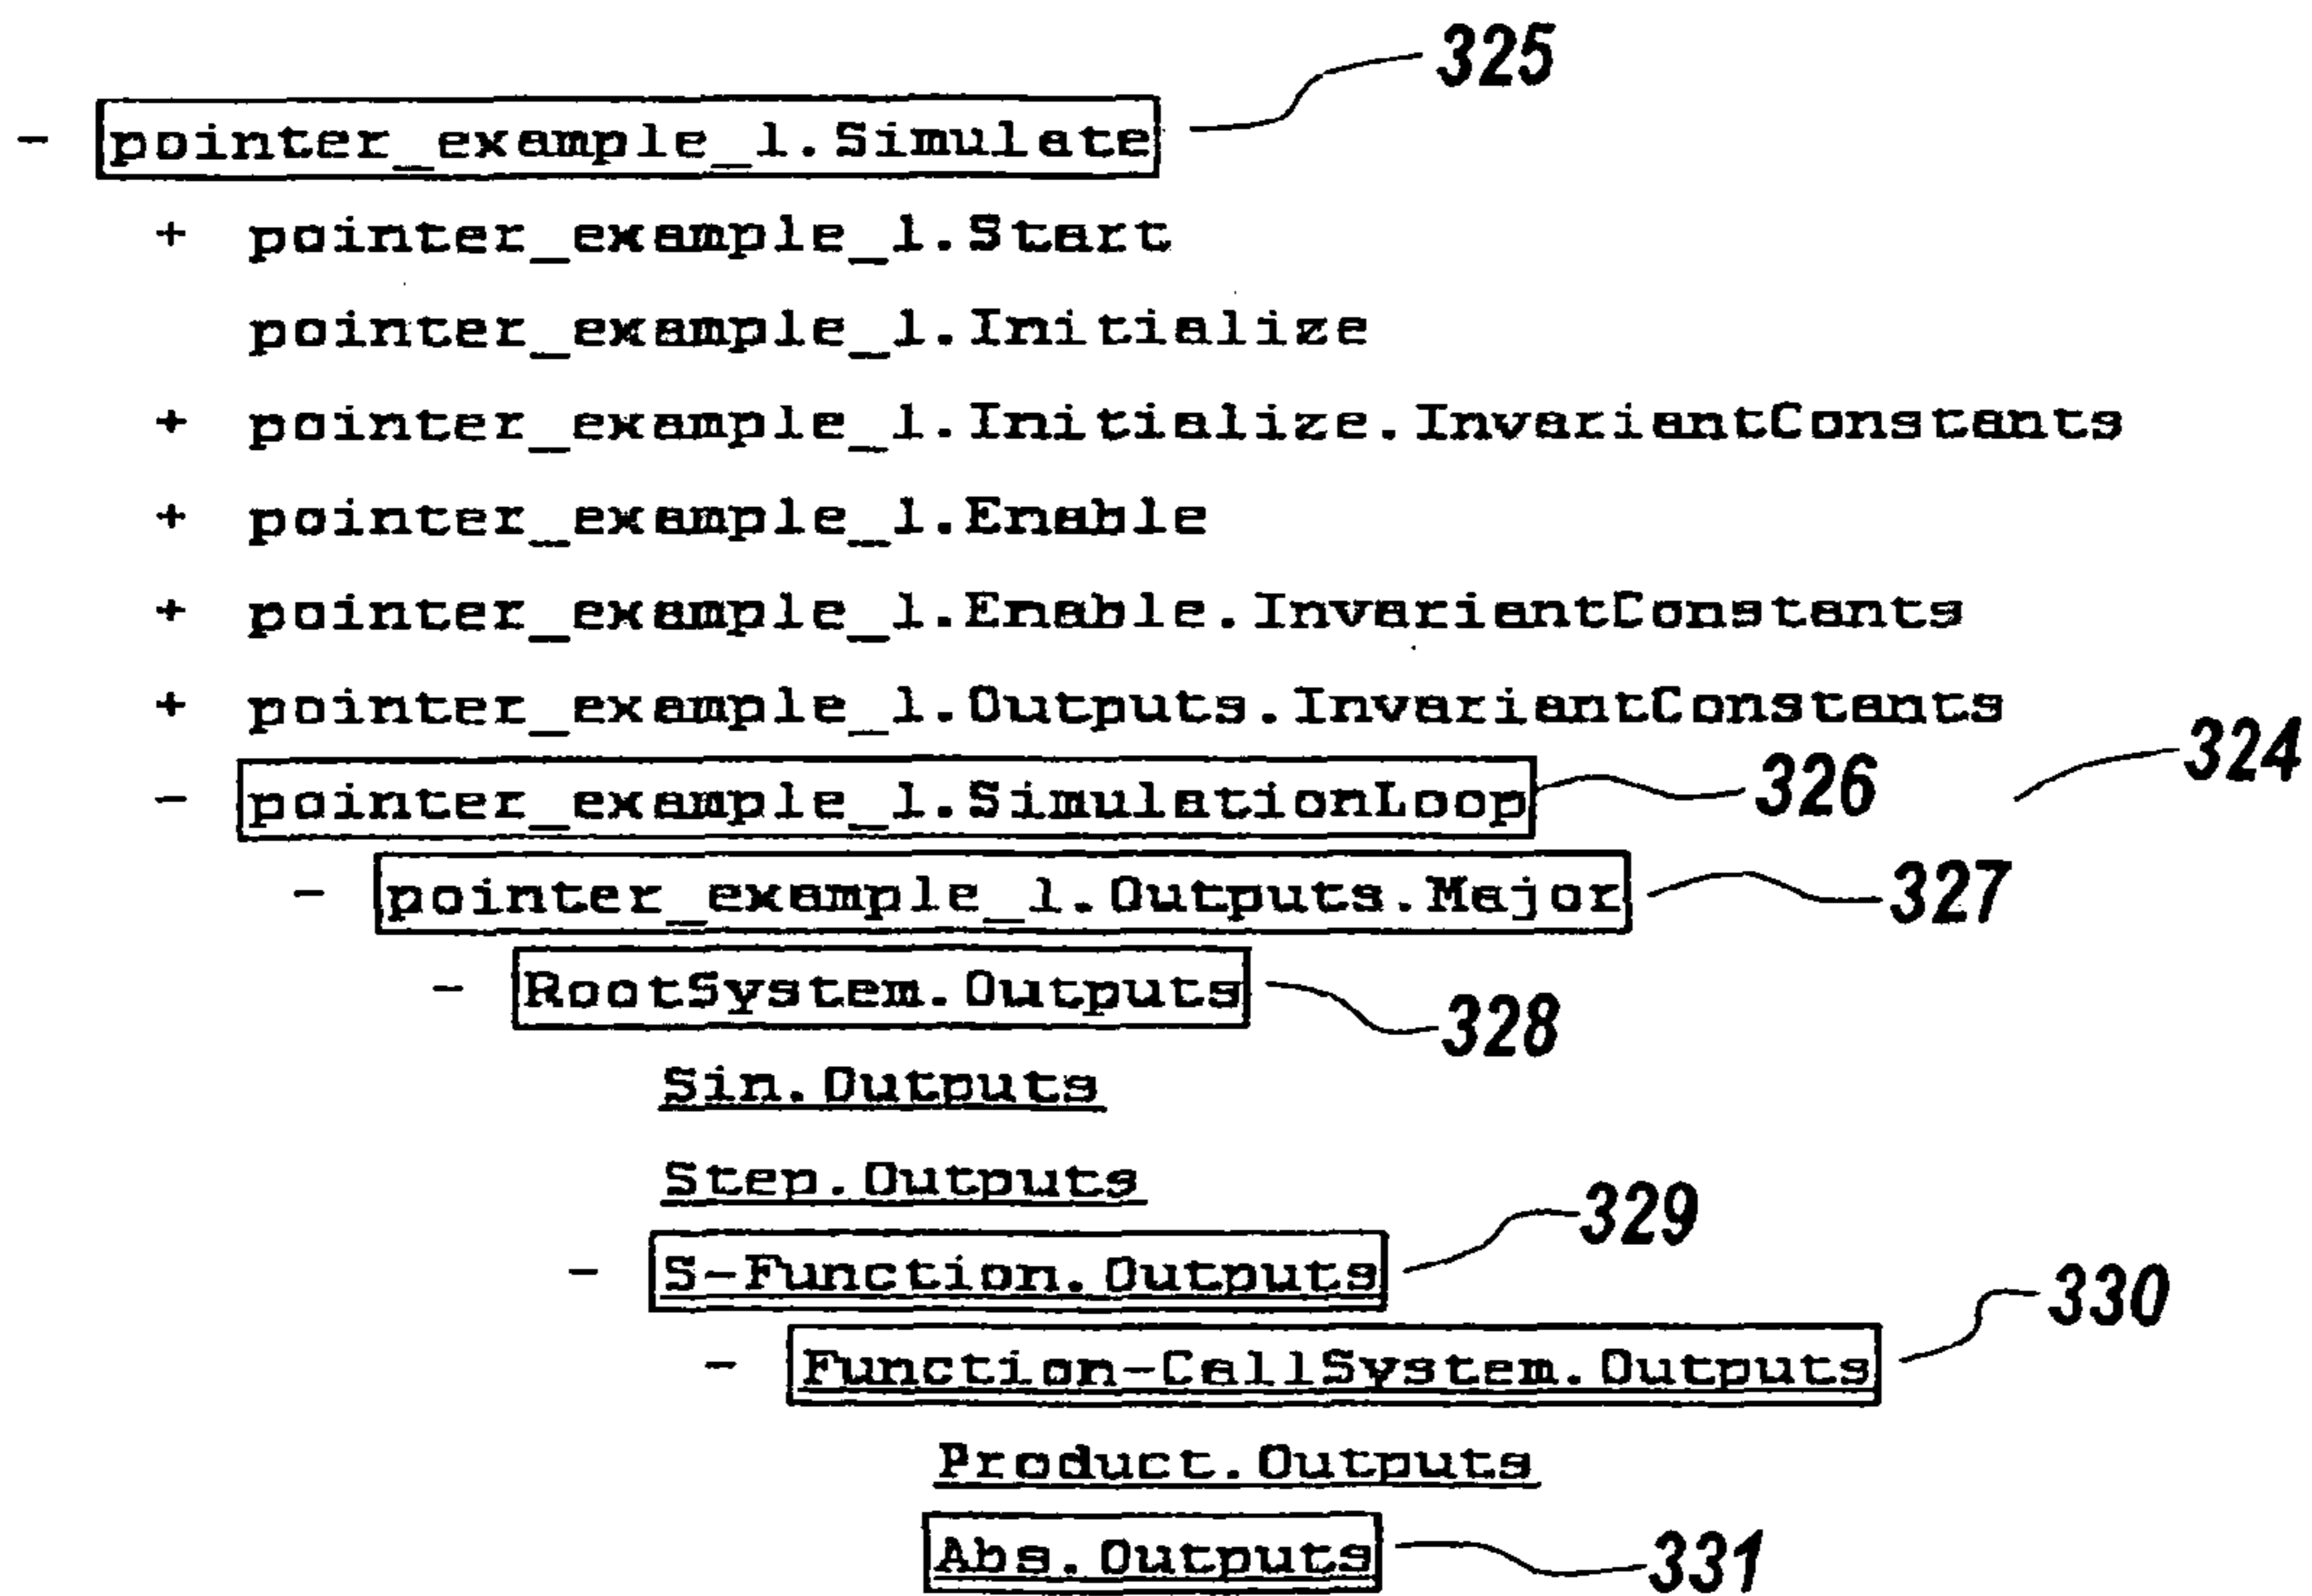 325
- pointer_example_1.Simulate
+ pointer_example_1.Start
pointer_example_1.Initialize
+ pointer_example_1.Initialize.InvariantConstants
+ pointer_example_1.Enable
+ pointer_example_1.Enable.InvariantConstants
+ pointer_example_1.Outputs.InvariantConstants
324
- pointer_example_1.SimulationLoop 326
- pointer_example_1.Outputs.Major 327
- RootSystem.Outputs 328
Sin.Outputs
Step.Outputs
329
- S-Function.Outputs
330
- Function-CallSystem.Outputs
Product.Outputs
Abs.Outputs 331